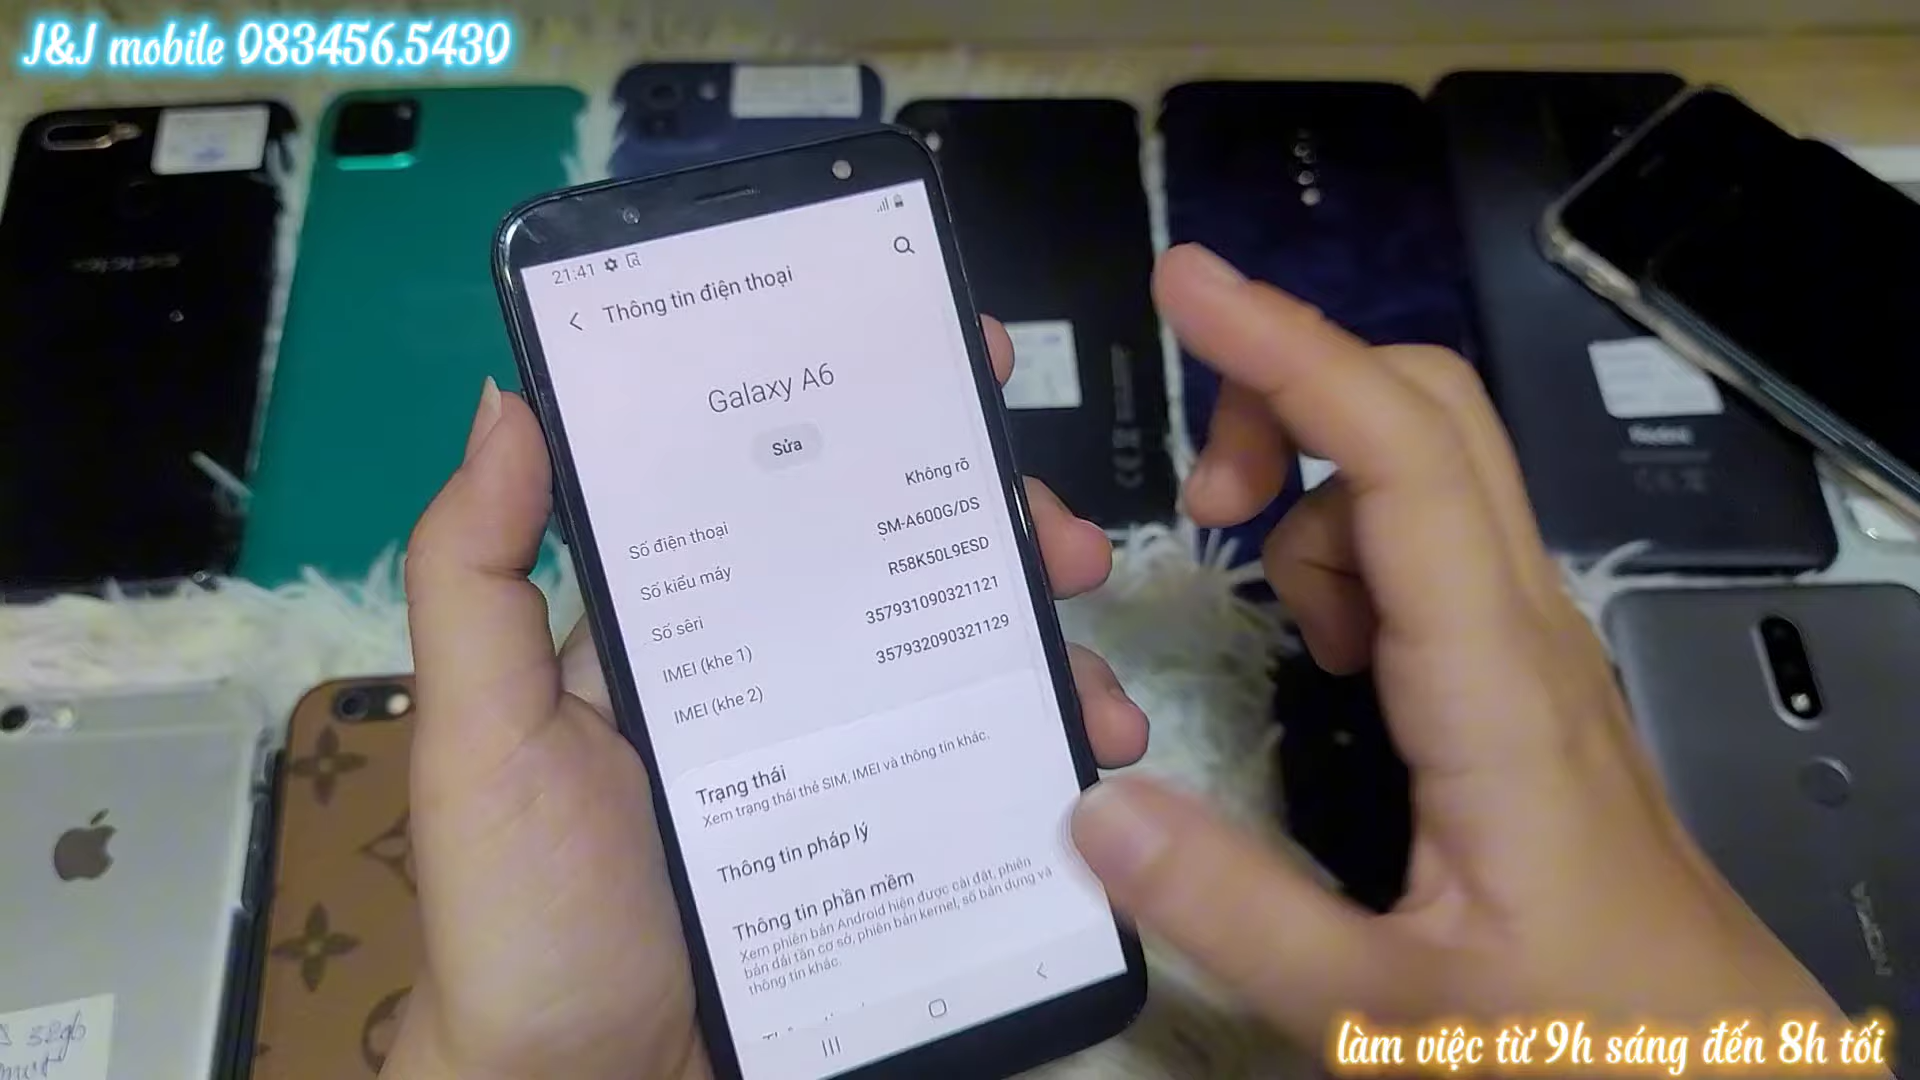 J&J mobile 083456.5439
21:41
Thông tin điện thoại
Galaxy A6
Sửa
Số điện thoại Không rõ
Số kiểu máy SM-A600G/DS
Số sêri R58K50L9ESD
IMEI (khe 1) 357931090321121
IMEI (khe 2) 357932090321129
Trạng thái
Xem trạng thái thẻ SIM, IMEI và thông tin khác.
Thông tin pháp lý
Thông tin phần mềm
Xem phiên bản Android hiện được cài đặt, phiên
bản dải tần cơ sở, phiên bản kernel, số bản dựng và
thông tin khác.
Redmi
NOKIA
32gb
làm việc từ 9h sáng đến 8h tối